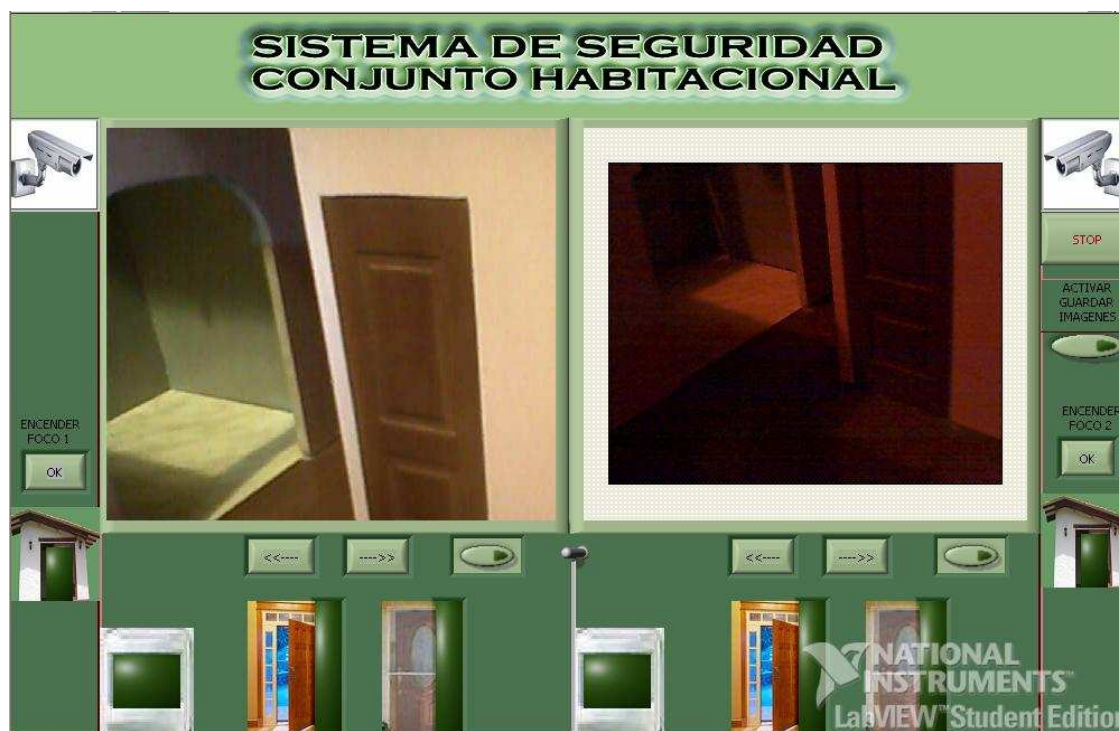 SISTEMA DE SEGURIDAD
CONJUNTO HABITACIONAL
STOP
ACTIVAR
GUARDAR
IMAGENES
ENCENDER
FOCO 1
OK
ENCENDER
FOCO 2
OK
<<----
---->>
<<----
---->>
NATIONAL
INSTRUMENTS
LabVIEW™ Student Edition